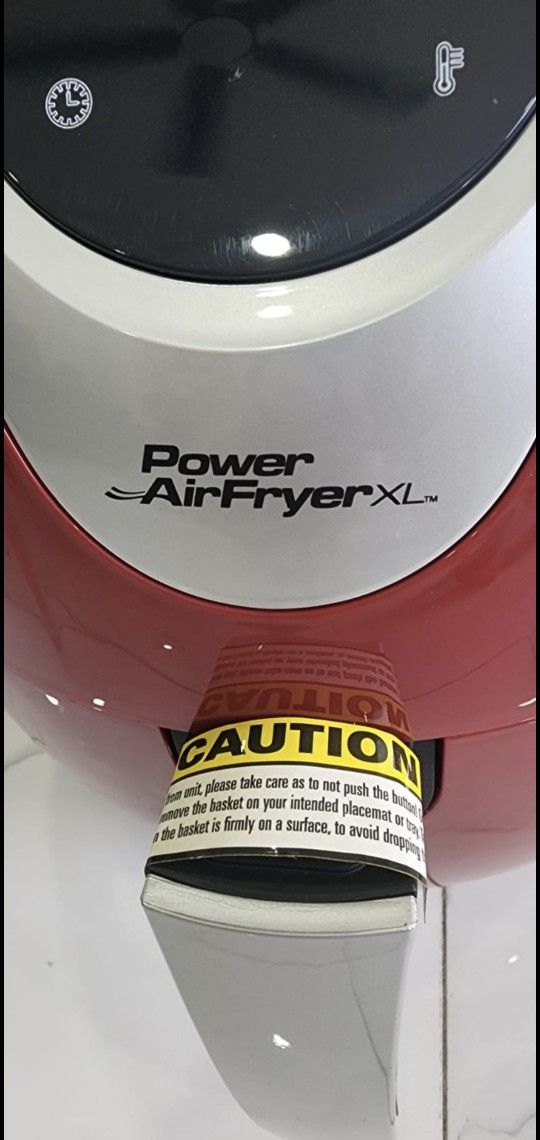 Power
AirFryer XL™
CAUTION
from unit, please take care as to not push the button
remove the basket on your intended placemat or tray.
the basket is firmly on a surface, to avoid dropping